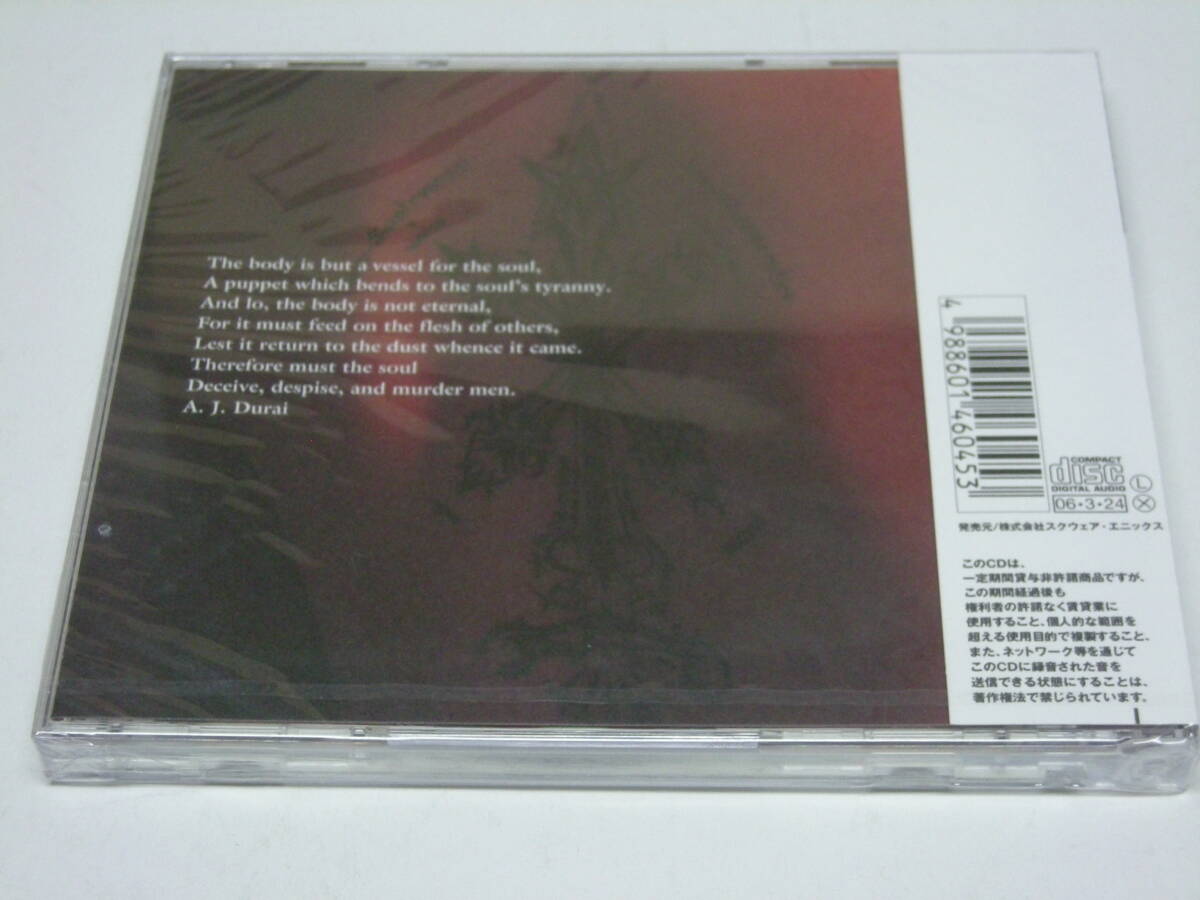 The body is but a vessel for the soul,
A puppet which bends to the soul's tyranny.
And lo, the body is not eternal,
For it must feed on the flesh of others,
Lest it return to the dust whence it came.
Therefore must the soul
Deceive, despise, and murder men.
A. J. Durai
4 988601 460453
COMPACT
disc
DIGITAL AUDIO
L
06・3・24
X
発売元/株式会社スクウェア・エニックス
このCDは、
一定期間貸与非許諾商品ですが、
この期間経過後も
権利者の許諾なく賃貸業に
使用すること、個人的な範囲を
超える使用目的で複製すること、
また、ネットワーク等を通じて
このCDに録音された音を
送信できる状態にすることは、
著作権法で禁じられています。